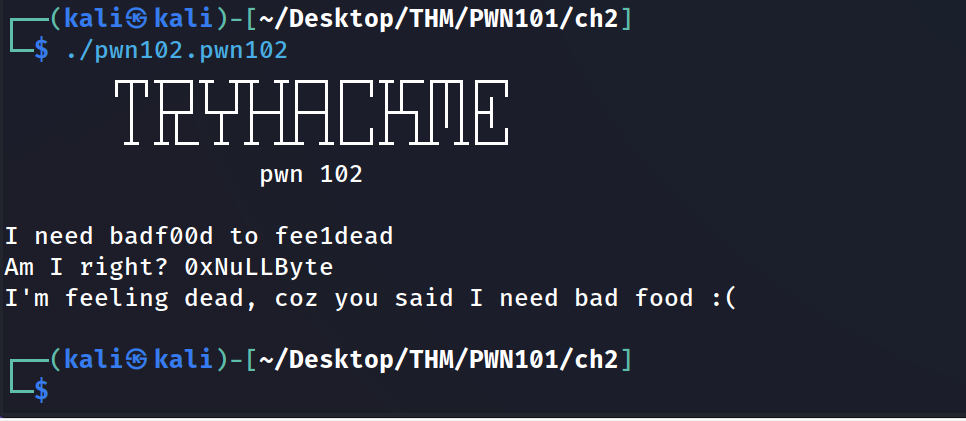 ┌──(kali㉿kali)-[~/Desktop/THM/PWN101/ch2]
└─$ ./pwn102.pwn102
TRYHACKME
pwn 102
I need badf00d to fee1dead
Am I right? 0xNuLLByte
I'm feeling dead, coz you said I need bad food :(
┌──(kali㉿kali)-[~/Desktop/THM/PWN101/ch2]
└─$